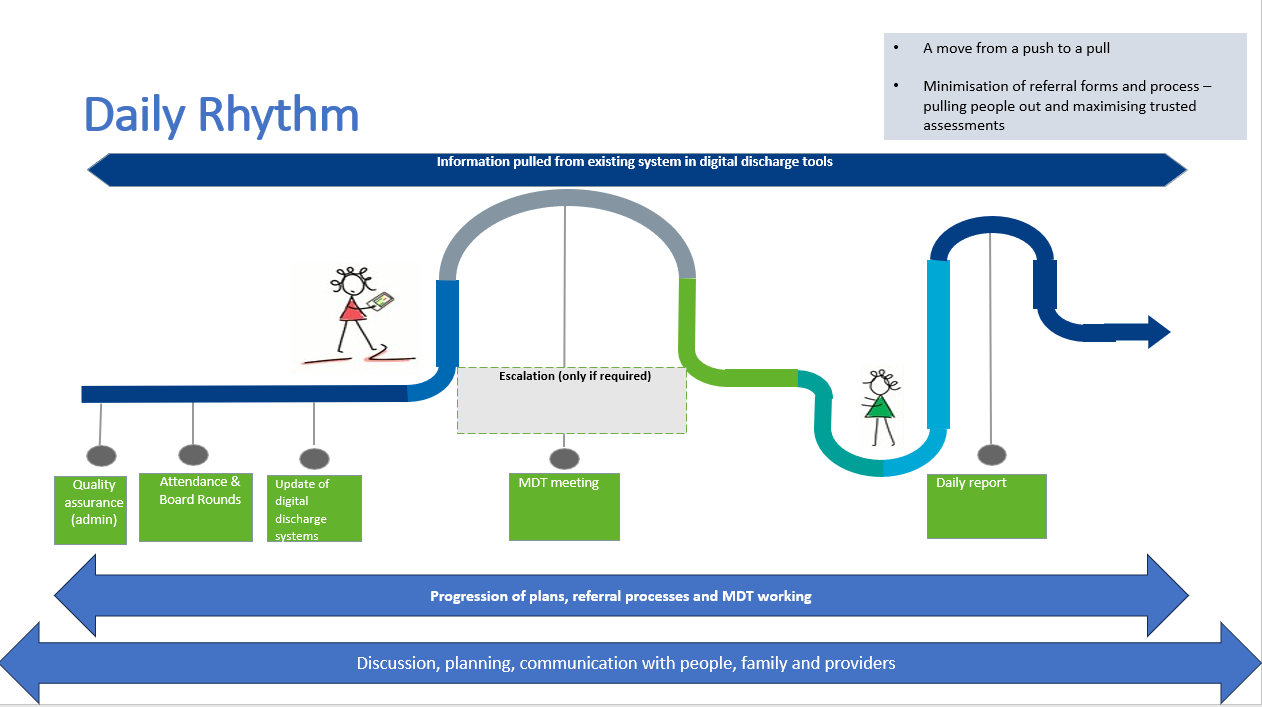 • A move from a push to a pull
• Minimisation of referral forms and process –
pulling people out and maximising trusted
assessments
Daily Rhythm
Information pulled from existing system in digital discharge tools
Escalation (only if required)
Quality
assurance
(admin)
Attendance &
Board Rounds
Update of
digital
discharge
systems
MDT meeting
Daily report
Progression of plans, referral processes and MDT working
Discussion, planning, communication with people, family and providers